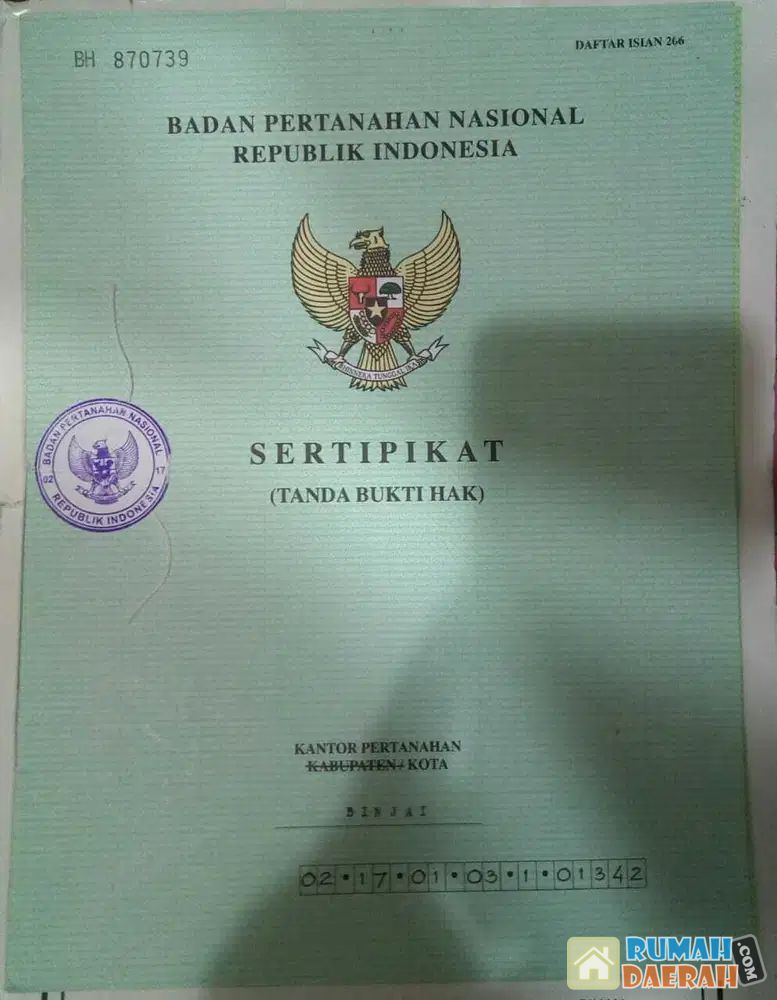 BH 870739
DAFTAR ISIAN 266
BADAN PERTANAHAN NASIONAL
REPUBLIK INDONESIA
BHINNEKA TUNGGAL IKA
BADAN PERTANAHAN NASIONAL
02 17
REPUBLIK INDONESIA
SERTIPIKAT
(TANDA BUKTI HAK)
KANTOR PERTANAHAN
KABUPATEN / KOTA
BINJAI
02•17•01•03•1•01342
RUMAH
DAERAH
.COM